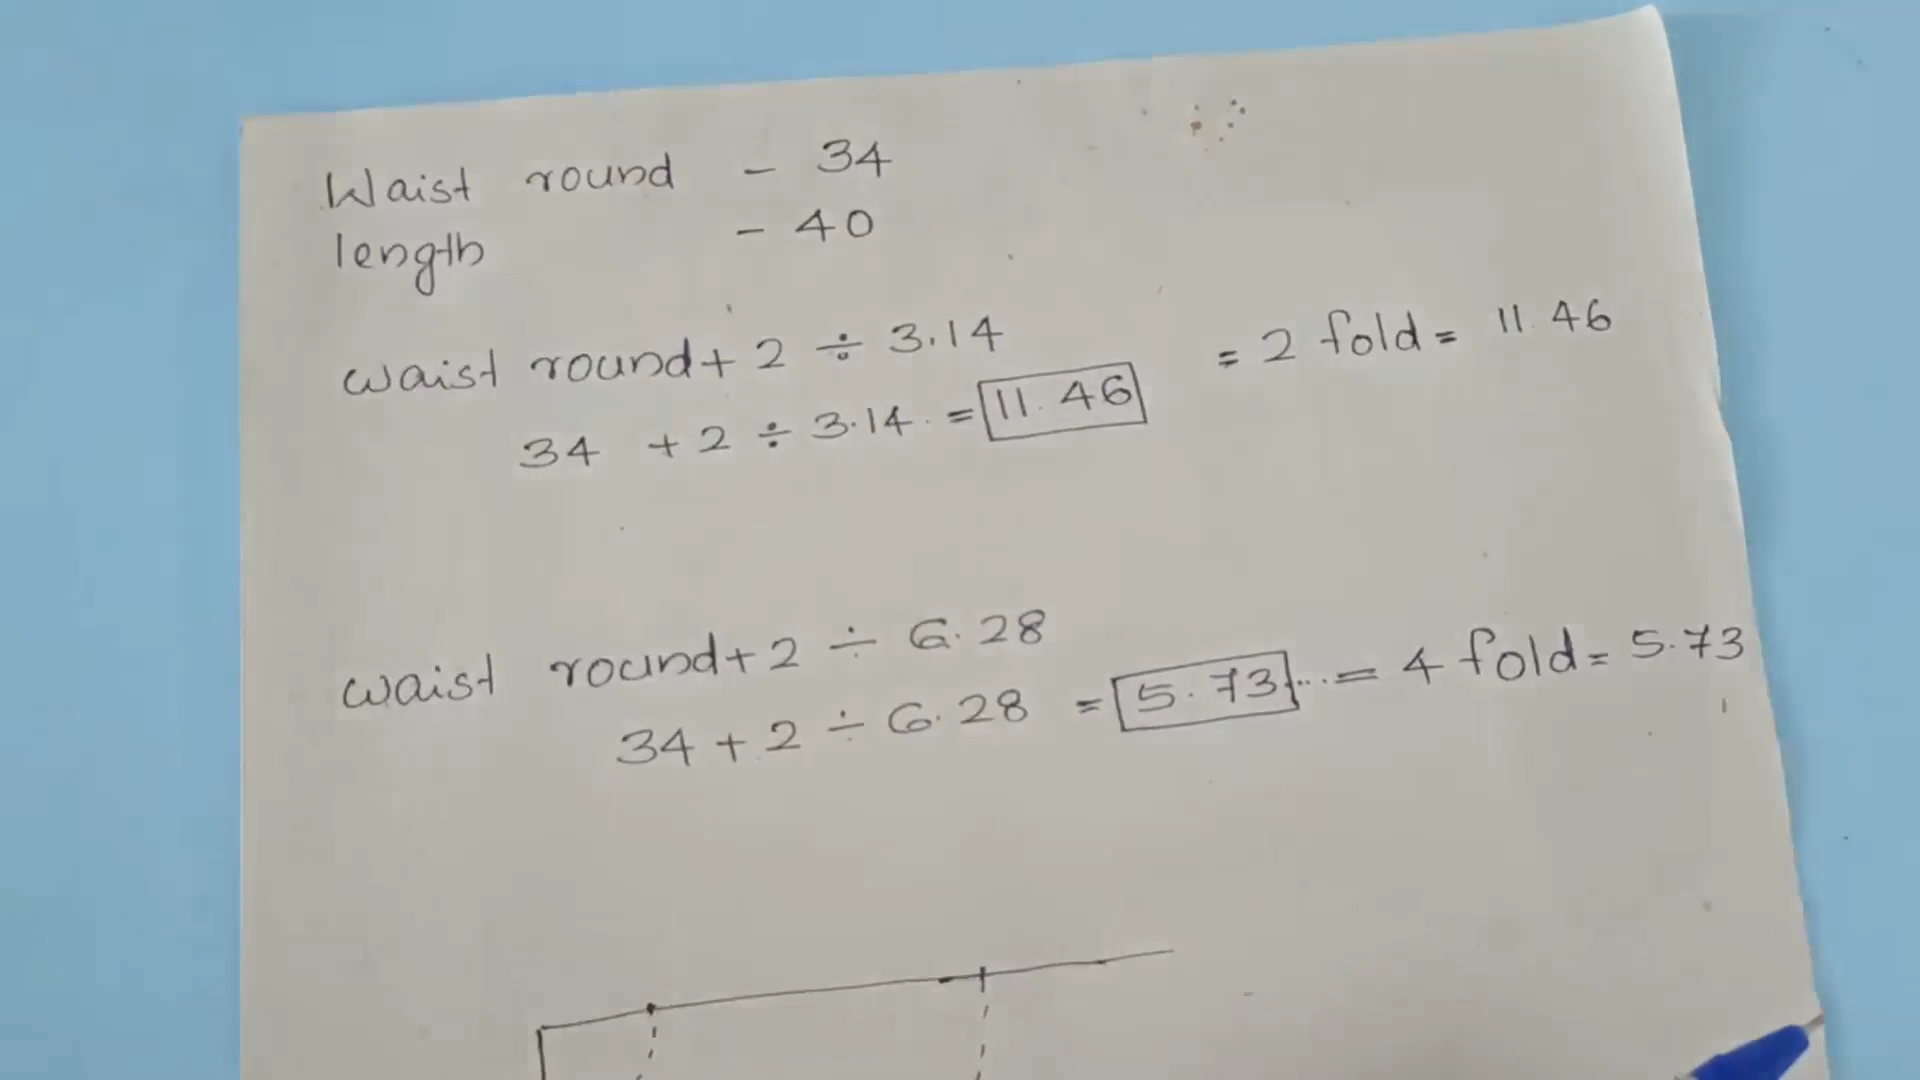 Waist round - 34
length - 40
waist round + 2 ÷ 3.14 = 2 fold = 11.46
34 + 2 ÷ 3.14. = 11.46
waist round + 2 ÷ 6.28
34 + 2 ÷ 6.28 = 5.73... = 4 fold = 5.73